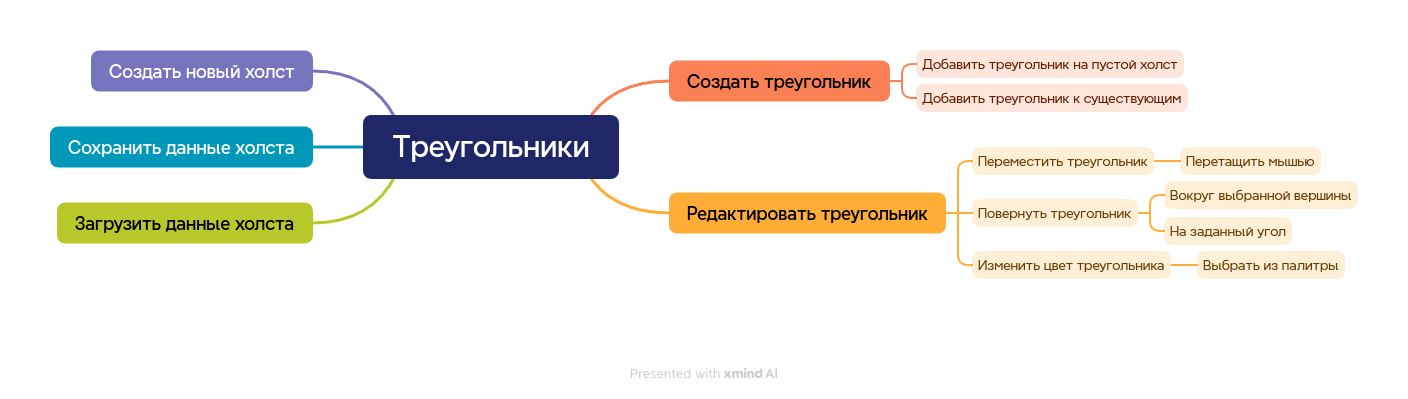 Создать новый холст
Сохранить данные холста
Загрузить данные холста
Треугольники
Создать треугольник
Добавить треугольник на пустой холст
Добавить треугольник к существующим
Редактировать треугольник
Переместить треугольник
Перетащить мышью
Повернуть треугольник
Вокруг выбранной вершины
На заданный угол
Изменить цвет треугольника
Выбрать из палитры
Presented with xmind AI